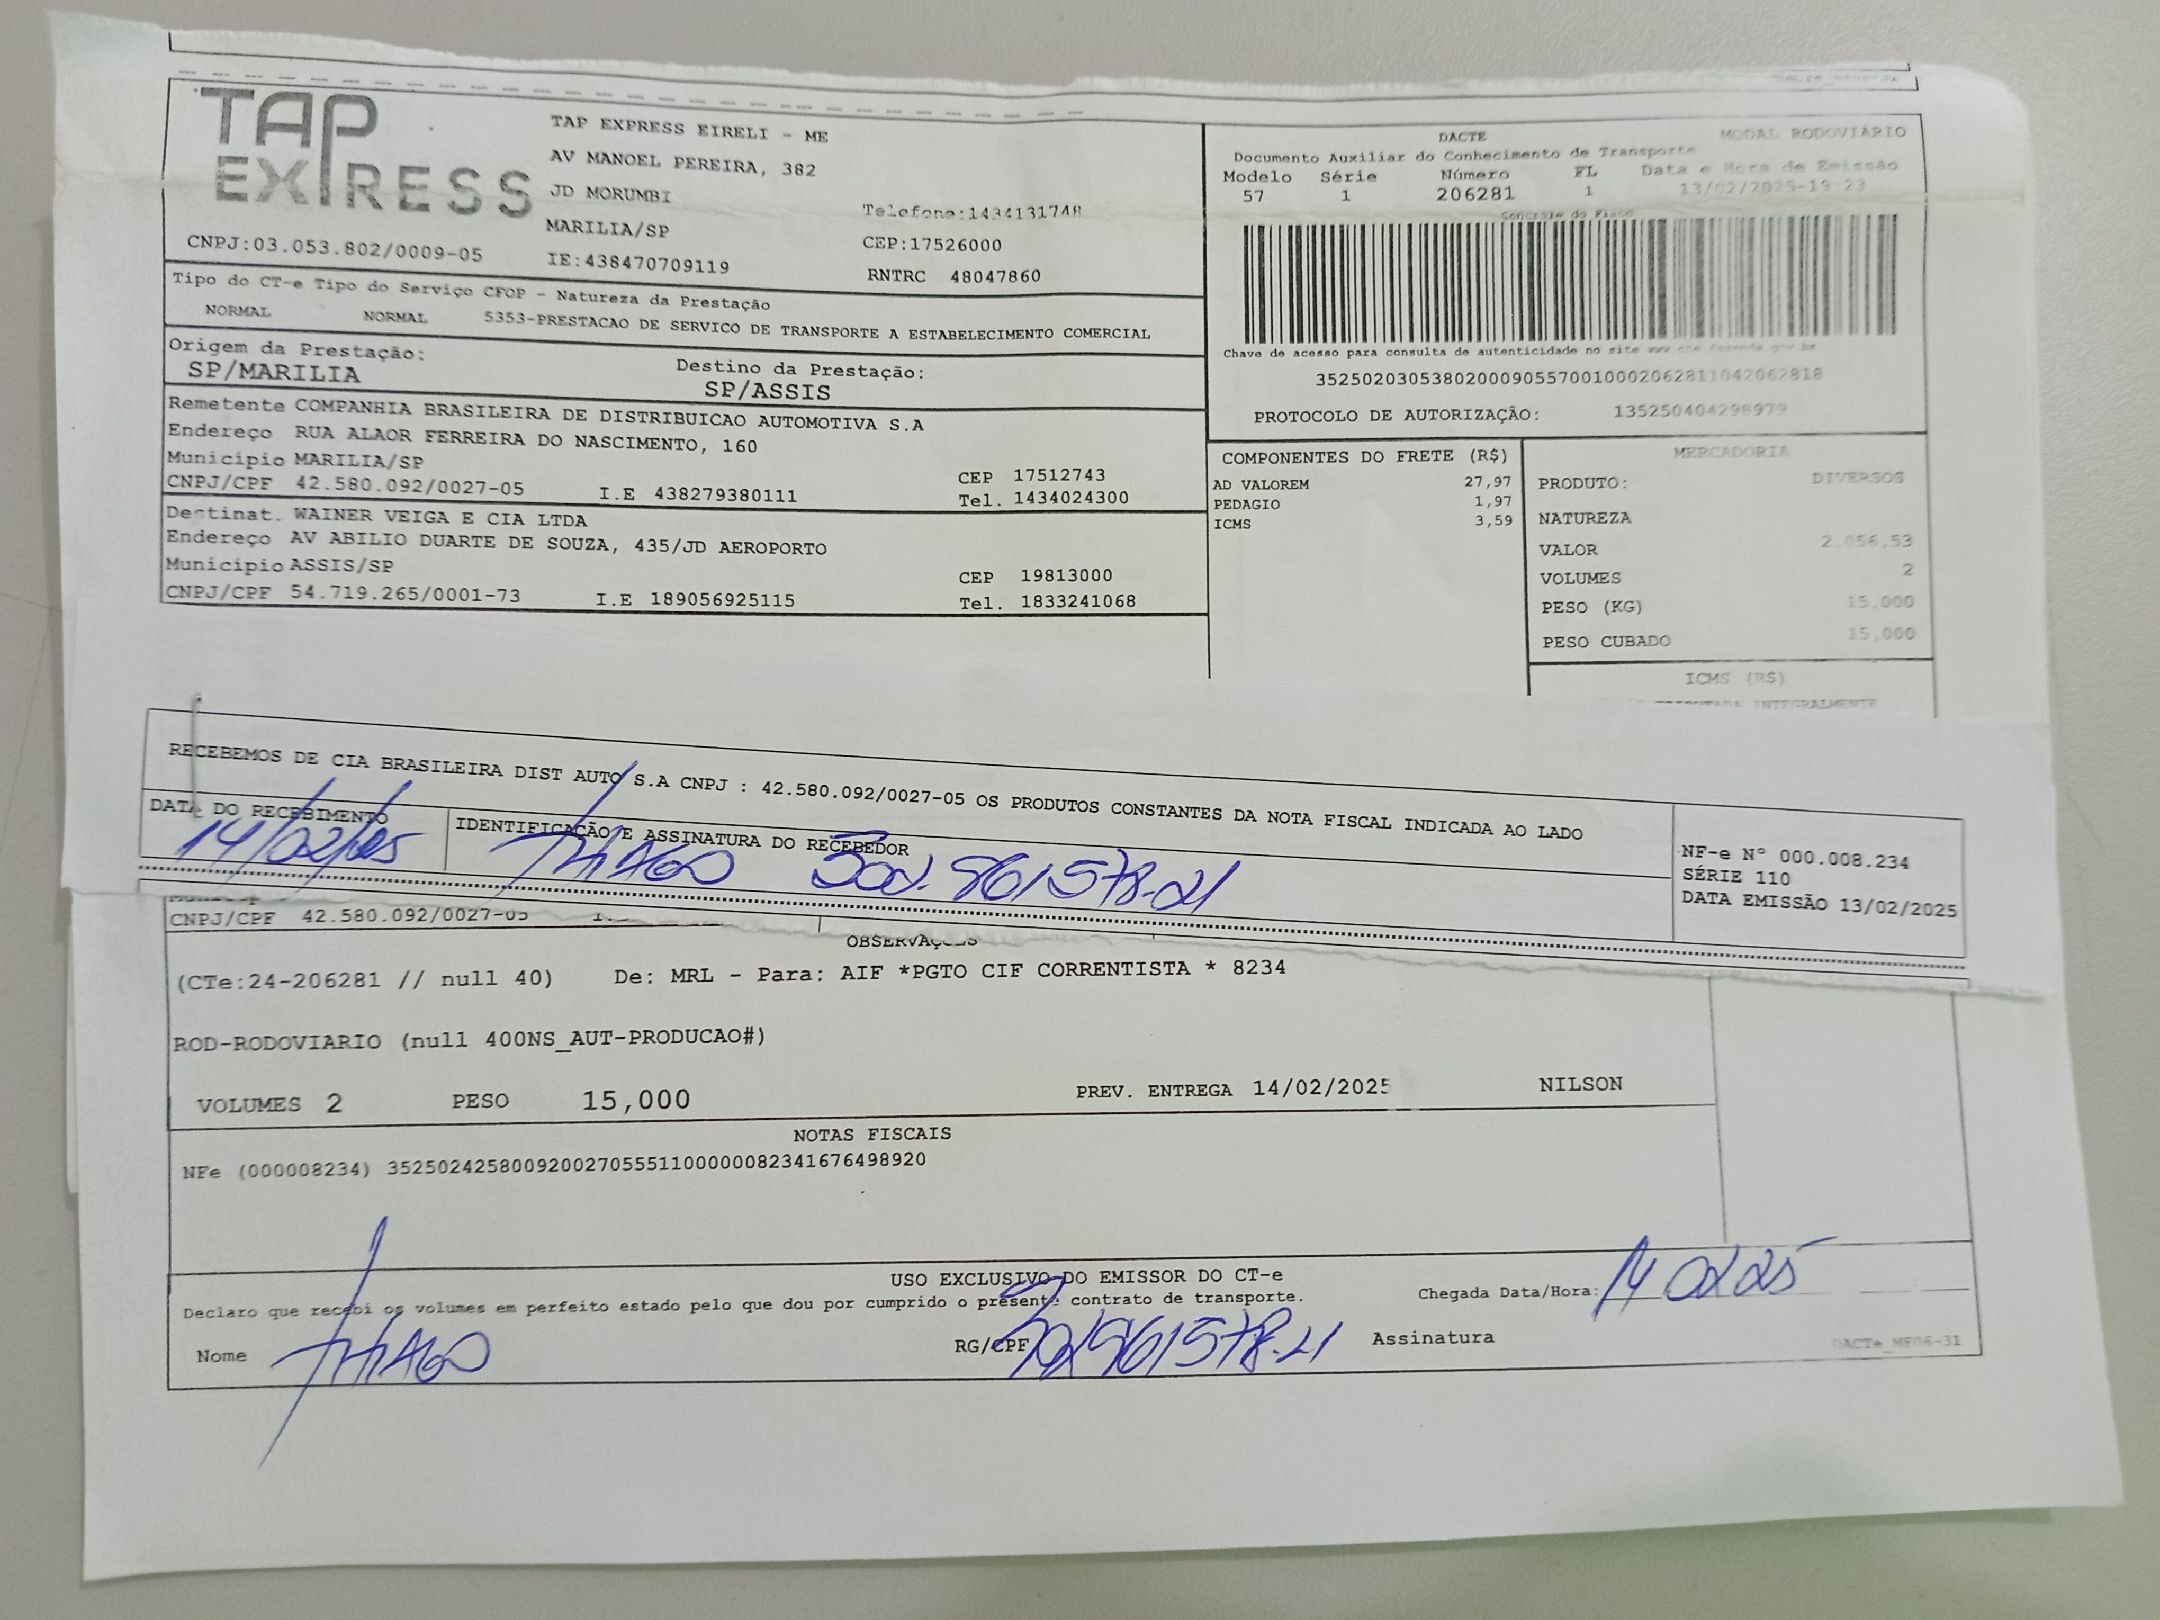 TAP EXPRESS
TAP EXPRESS EIRELI - ME
AV MANOEL PEREIRA, 382
JD MORUMBI
MARILIA/SP
Telefone:1434131748
CEP:17526000
CNPJ:03.053.802/0009-05
IE:438470709119
RNTRC 48047860
DACTE
MODAL RODOVIÁRIO
Documento Auxiliar do Conhecimento de Transporte
Modelo Série Número FL Data e Hora de Emissão
57 1 206281 1 13/02/2025-19:23
Controle do Fisco
Chave de acesso para consulta de autenticidade no site www.cte.fazenda.gov.br
35250203053802000905570010002062811042062818
PROTOCOLO DE AUTORIZAÇÃO: 135250404298979
Tipo do CT-e Tipo do Serviço CFOP - Natureza da Prestação
NORMAL NORMAL 5353-PRESTACAO DE SERVICO DE TRANSPORTE A ESTABELECIMENTO COMERCIAL
Origem da Prestação: Destino da Prestação:
SP/MARILIA SP/ASSIS
Remetente COMPANHIA BRASILEIRA DE DISTRIBUICAO AUTOMOTIVA S.A
Endereço RUA ALAOR FERREIRA DO NASCIMENTO, 160
Município MARILIA/SP CEP 17512743
CNPJ/CPF 42.580.092/0027-05 I.E 438279380111 Tel. 1434024300
Destinat. WAINER VEIGA E CIA LTDA
Endereço AV ABILIO DUARTE DE SOUZA, 435/JD AEROPORTO
Município ASSIS/SP CEP 19813000
CNPJ/CPF 54.719.265/0001-73 I.E 189056925115 Tel. 1833241068
COMPONENTES DO FRETE (R$)
AD VALOREM 27,97
PEDAGIO 1,97
ICMS 3,59
MERCADORIA
PRODUTO: DIVERSOS
NATUREZA
VALOR 2.056,53
VOLUMES 2
PESO (KG) 15,000
PESO CUBADO 15,000
ICMS (R$)
INTEGRALMENTE
RECEBEMOS DE CIA BRASILEIRA DIST AUTO S.A CNPJ : 42.580.092/0027-05 OS PRODUTOS CONSTANTES DA NOTA FISCAL INDICADA AO LADO
DATA DO RECEBIMENTO IDENTIFICAÇÃO E ASSINATURA DO RECEBEDOR
14/02/25 THIAGO
NF-e N° 000.008.234
SÉRIE 110
DATA EMISSÃO 13/02/2025
CNPJ/CPF 42.580.092/0027-05
OBSERVAÇÕES
(CTe:24-206281 // null 40) De: MRL - Para: AIF *PGTO CIF CORRENTISTA * 8234
ROD-RODOVIARIO (null 400NS_AUT-PRODUCAO#)
VOLUMES 2 PESO 15,000 PREV. ENTREGA 14/02/2025 NILSON
NOTAS FISCAIS
NFe (000008234) 35250242580092002705551100000082341676498920
USO EXCLUSIVO DO EMISSOR DO CT-e
Declaro que recebi os volumes em perfeito estado pelo que dou por cumprido o presente contrato de transporte.
Chegada Data/Hora: 14 02 25
Nome THIAGO RG/CPF Assinatura
DACTe_ME06-31